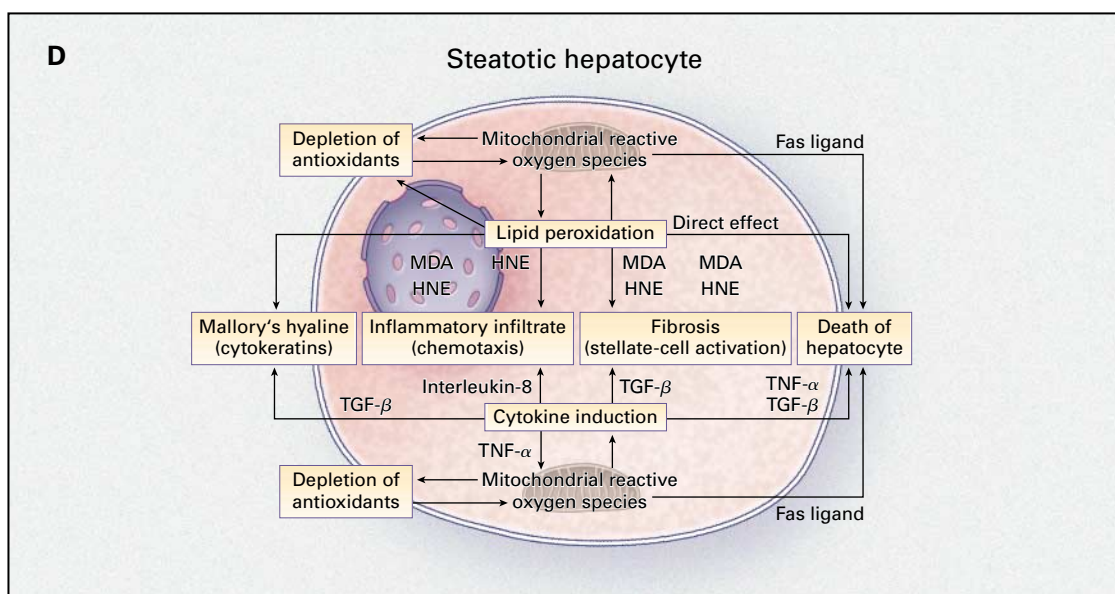 D
Steatotic hepatocyte
Depletion of
antioxidants
Mitochondrial reactive
oxygen species
Fas ligand
Lipid peroxidation
Direct effect
MDA
HNE
HNE
MDA
HNE
MDA
HNE
Mallory‘s hyaline
(cytokeratins)
Inflammatory infiltrate
(chemotaxis)
Fibrosis
(stellate-cell activation)
Death of
hepatocyte
Interleukin-8
TGF-β
TNF-α
TGF-β
TGF-β
Cytokine induction
TNF-α
Depletion of
antioxidants
Mitochondrial reactive
oxygen species
Fas ligand